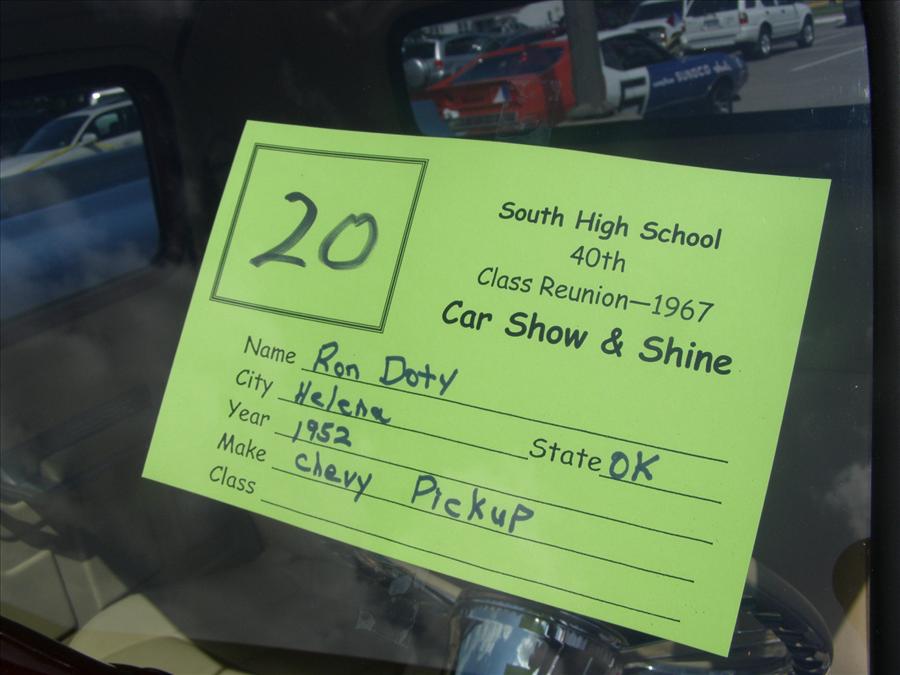 20
South High School
40th
Class Reunion—1967
Car Show & Shine
Name Ron Doty
City Helena State OK
Year 1952
Make Chevy Pickup
Class
SUNOCO